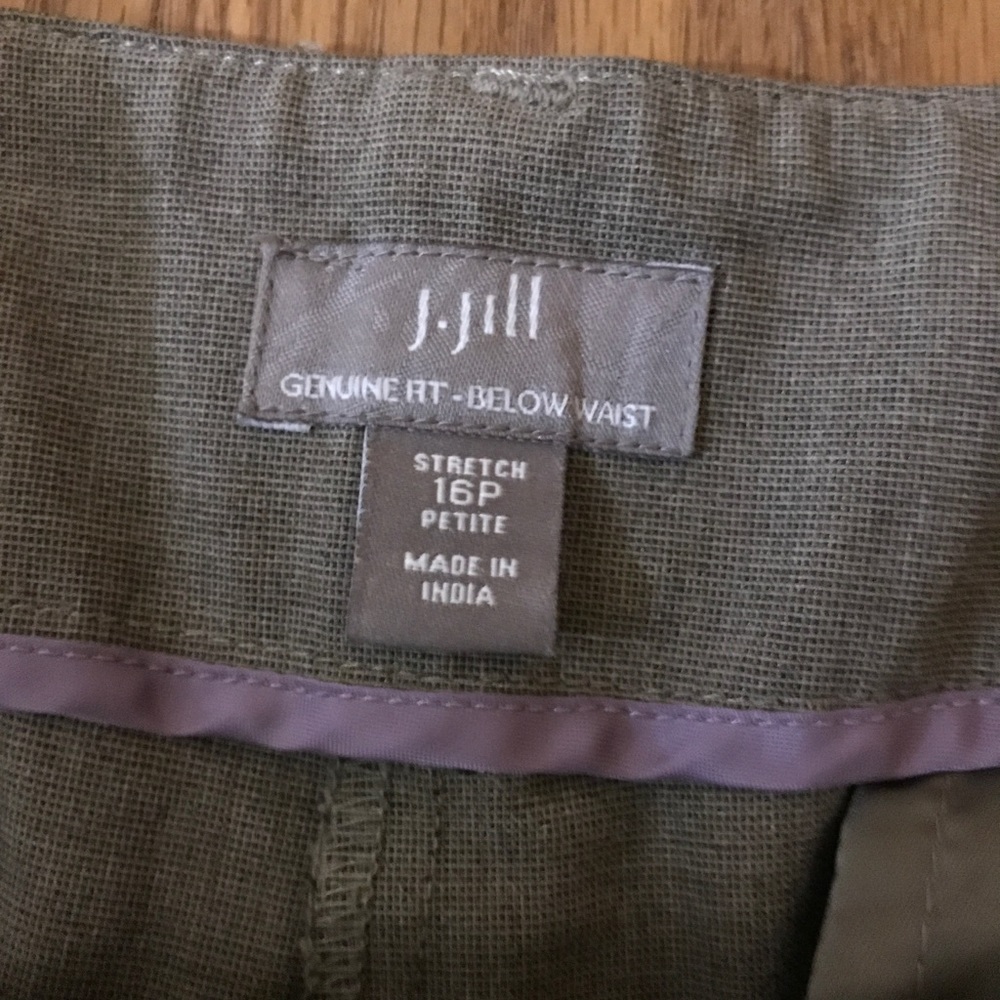 J.Jill
GENUINE FIT - BELOW WAIST
STRETCH
16P
PETITE
MADE IN
INDIA